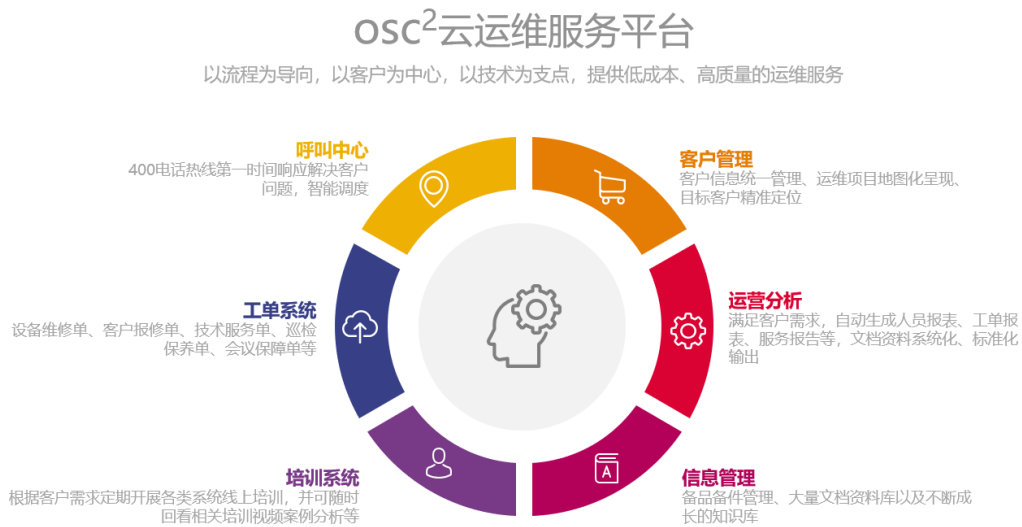 osc²云运维服务平台
以流程为导向，以客户为中心，以技术为支点，提供低成本、高质量的运维服务
呼叫中心
400电话热线第一时间响应解决客户
问题，智能调度
客户管理
客户信息统一管理、运维项目地图化呈现、
目标客户精准定位
工单系统
设备维修单、客户报修单、技术服务单、巡检
保养单、会议保障单等
运营分析
满足客户需求，自动生成人员报表、工单报
表、服务报告等，文档资料系统化、标准化
输出
培训系统
根据客户需求定期开展各类系统线上培训，并可随时
回看相关培训视频案例分析等
A
信息管理
备品备件管理、大量文档资料库以及不断成
长的知识库